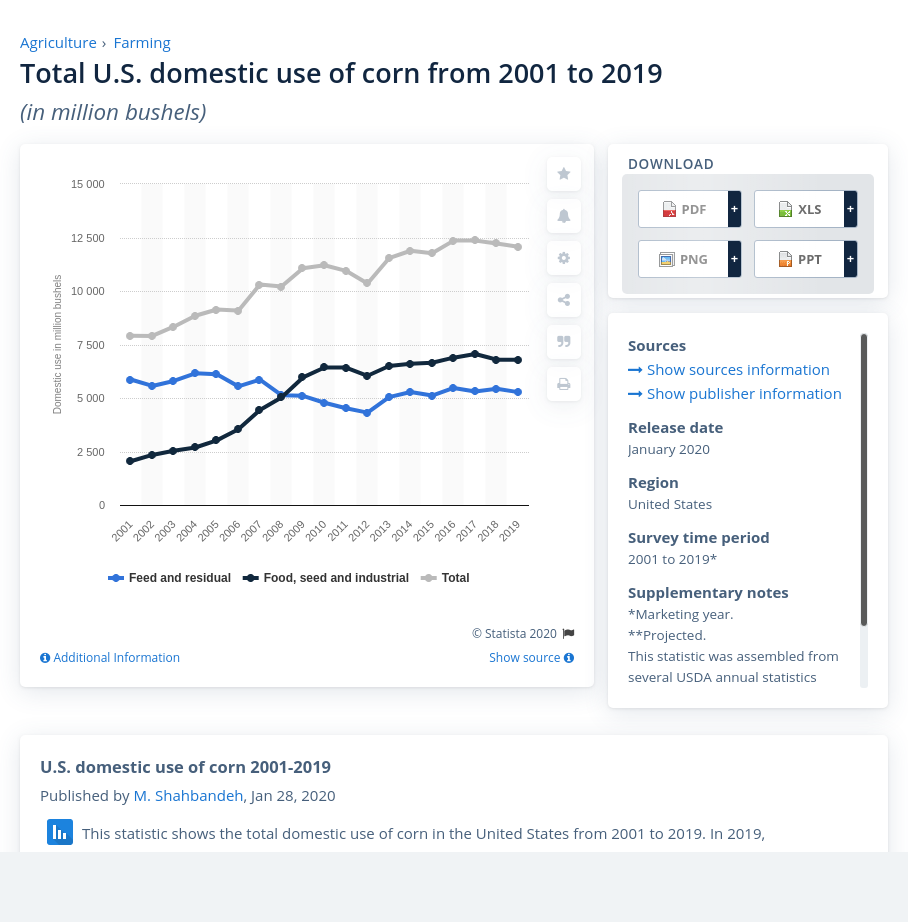 Agriculture › Farming
Total U.S. domestic use of corn from 2001 to 2019
(in million bushels)
15 000
12 500
10 000
7 500
5 000
2 500
0
Domestic use in million bushels
2001 2002 2003 2004 2005 2006 2007 2008 2009 2010 2011 2012 2013 2014 2015 2016 2017 2018 2019
Feed and residual Food, seed and industrial Total
© Statista 2020
Additional Information Show source
DOWNLOAD
PDF + XLS +
PNG + PPT +
Sources
Show sources information
Show publisher information
Release date
January 2020
Region
United States
Survey time period
2001 to 2019*
Supplementary notes
*Marketing year.
**Projected.
This statistic was assembled from
several USDA annual statistics
U.S. domestic use of corn 2001-2019
Published by M. Shahbandeh, Jan 28, 2020
This statistic shows the total domestic use of corn in the United States from 2001 to 2019. In 2019,